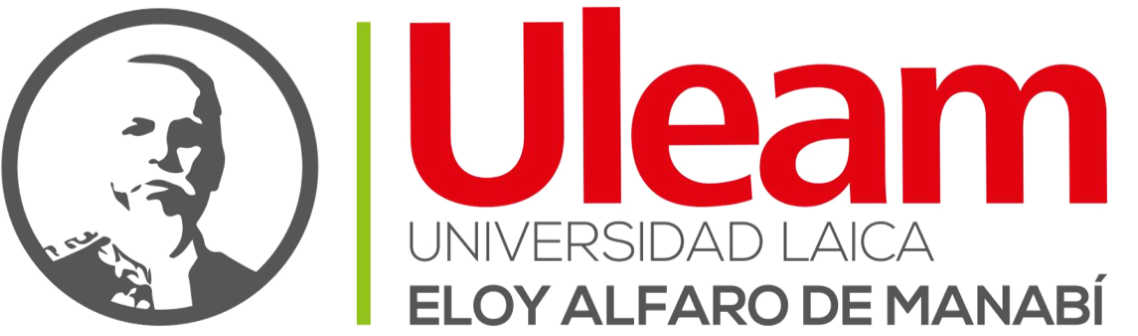 Uleam
UNIVERSIDAD LAICA
ELOY ALFARO DE MANABÍ